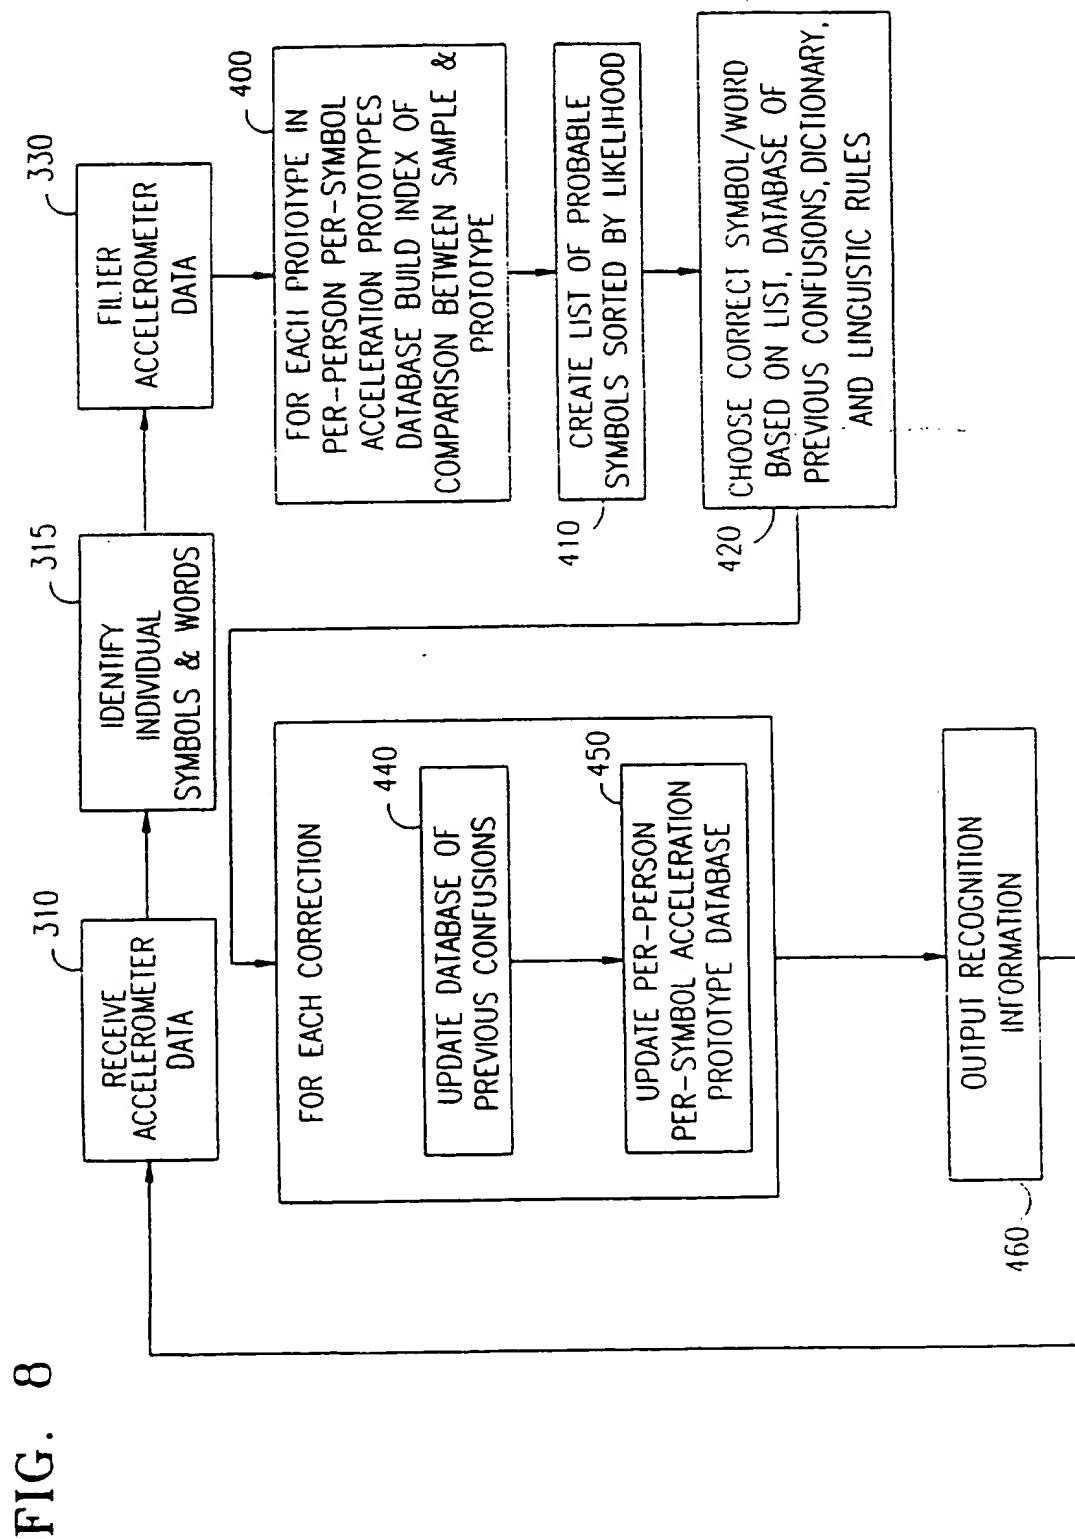 FIG. 8
310
RECEIVE
ACCELEROMETER
DATA
315
IDENTIFY
INDIVIDUAL
SYMBOLS & WORDS
330
FILTER
ACCELEROMETER
DATA
400
FOR EACH PROTOTYPE IN
PER-PERSON PER-SYMBOL
ACCELERATION PROTOTYPES
DATABASE BUILD INDEX OF
COMPARISON BETWEEN SAMPLE &
PROTOTYPE
410
CREATE LIST OF PROBABLE
SYMBOLS SORTED BY LIKELIHOOD
420
CHOOSE CORRECT SYMBOL/WORD
BASED ON LIST, DATABASE OF
PREVIOUS CONFUSIONS, DICTIONARY,
AND LINGUISTIC RULES
FOR EACH CORRECTION
440
UPDATE DATABASE OF
PREVIOUS CONFUSIONS
450
UPDATE PER-PERSON
PER-SYMBOL ACCELERATION
PROTOTYPE DATABASE
460
OUTPUT RECOGNITION
INFORMATION